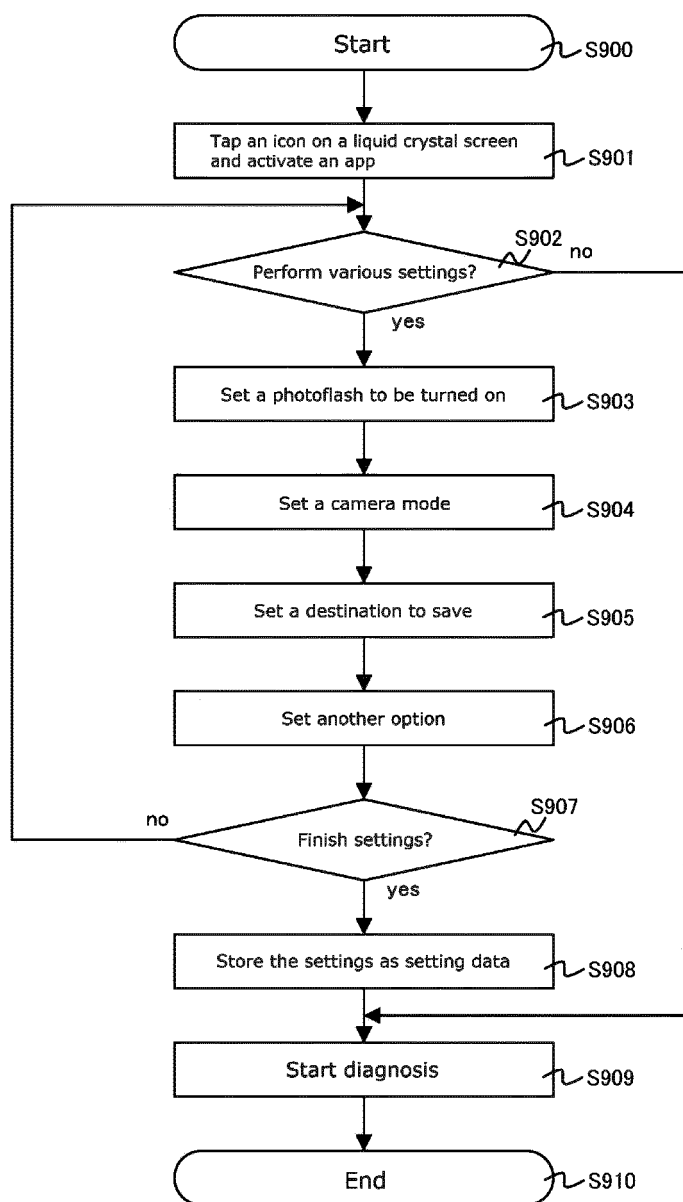 Start
S900
Tap an icon on a liquid crystal screen
and activate an app
S901
S902
no
Perform various settings?
yes
Set a photoflash to be turned on
S903
Set a camera mode
S904
Set a destination to save
S905
Set another option
S906
S907
no
Finish settings?
yes
Store the settings as setting data
S908
Start diagnosis
S909
End
S910